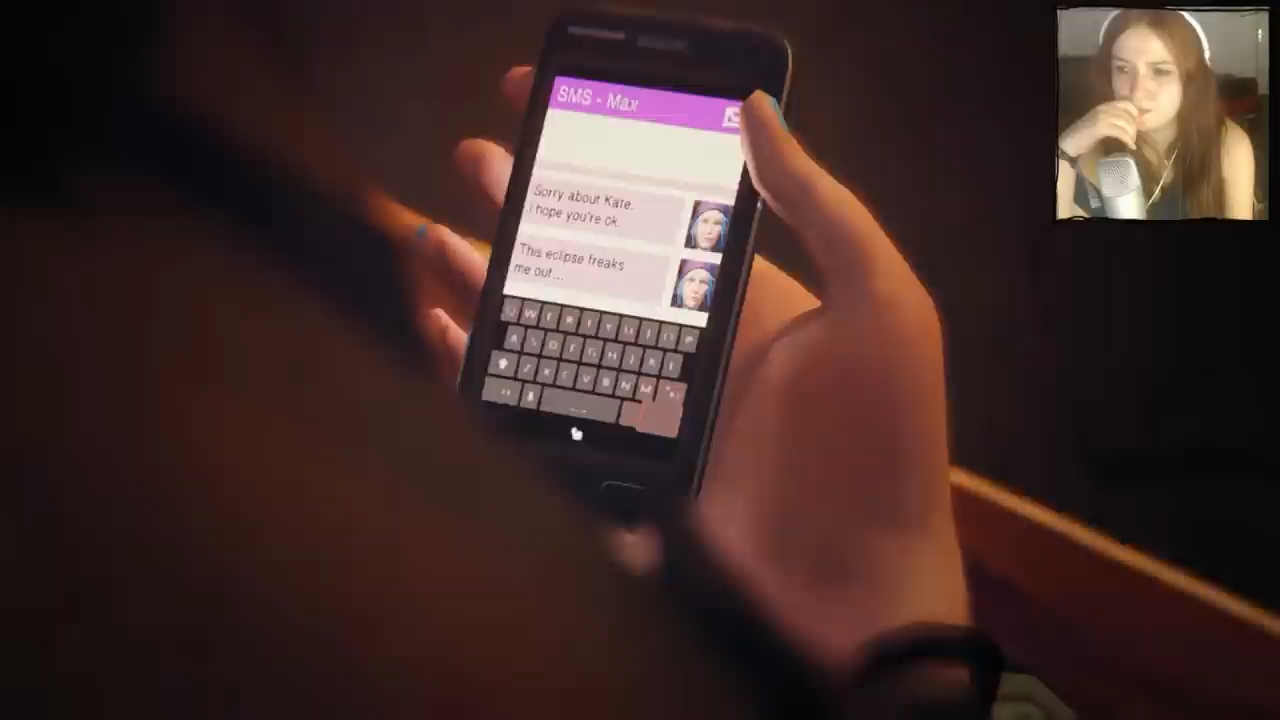 SMS - Max
Sorry about Kate.
I hope you're ok
This eclipse freaks
me out...